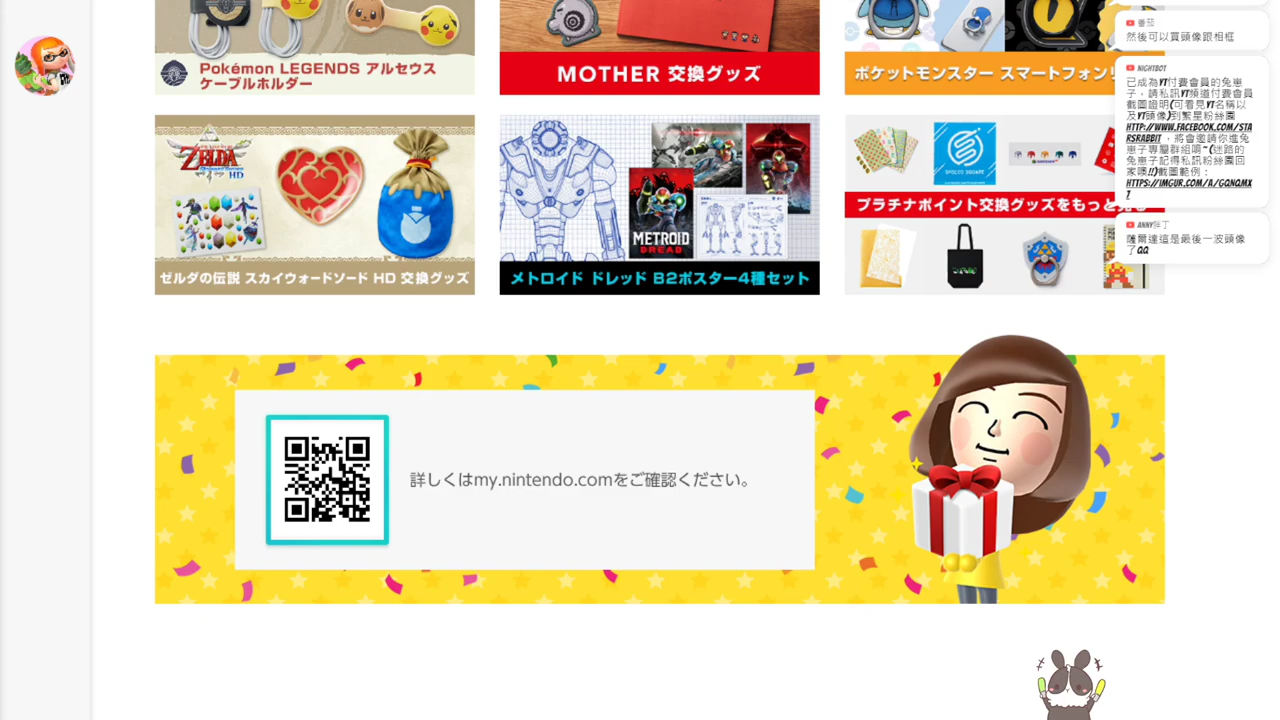 Pokémon LEGENDS アルセウス
ケーブルホルダー
MOTHER 交換グッズ
ポケットモンスター スマートフォンリ
ZELDA
HD
ゼルダの伝説 スカイウォードソード HD 交換グッズ
METROID
DREAD
メトロイド ドレッド B2ポスター4種セット
プラチナポイント交換グッズをもっと見る
詳しくはmy.nintendo.comをご確認ください。
番茄
然後可以買頭像跟相框
NIGHTBOT
已成為YT付費會員的兔崽
子，請私訊YT頻道付費會員
截圖證明(可看見YT名稱以
及YT頭像)到繁星粉絲團
HTTP://WWW.FACEBOOK.COM/STA
RSRABBIT，將會邀請你進兔
崽子專屬群組唷~(迷路的
兔崽子記得私訊粉絲團回
家噢!!)截圖範例：
HTTPS://IMGUR.COM/A/GQNQMX
薩爾達這是最後一波頭像
了QQ